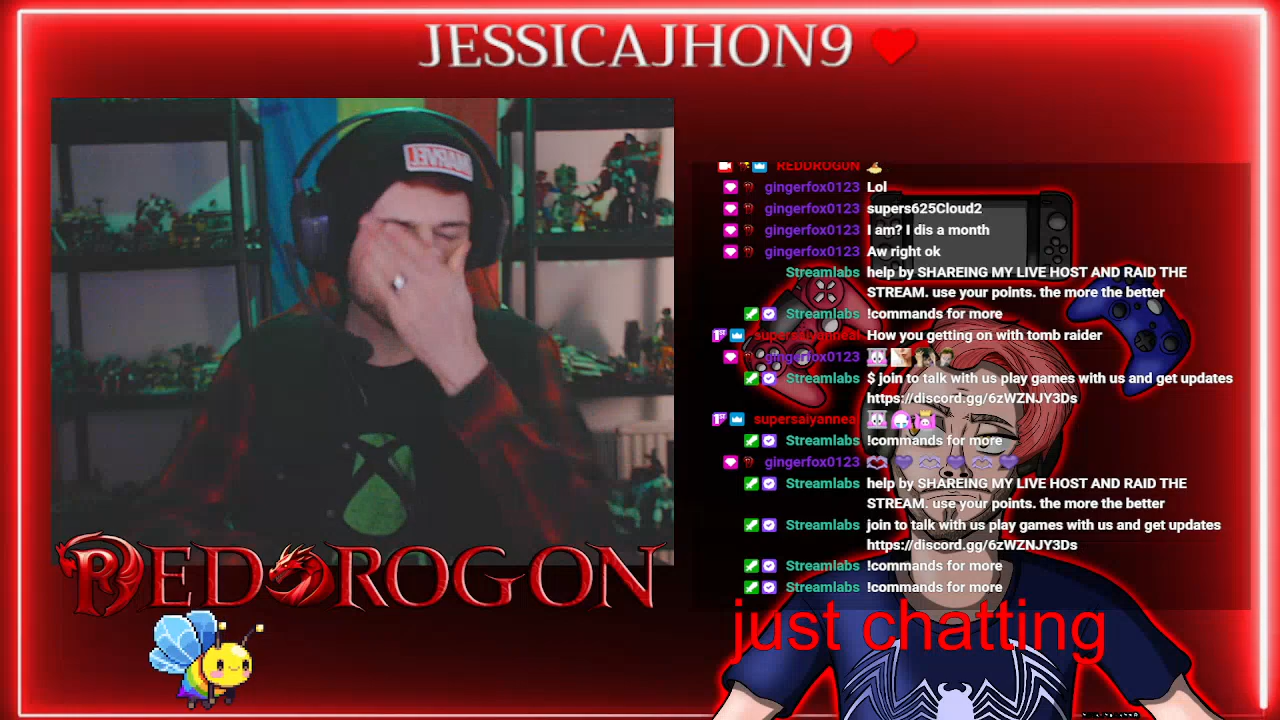 JESSICAJHON9
MARVEL
REDDROGON
REDDROG0N
gingerfox0123 Lol
gingerfox0123 supers625Cloud2
gingerfox0123 I am? I dis a month
gingerfox0123 Aw right ok
Streamlabs help by SHAREING MY LIVE HOST AND RAID THE
STREAM. use your points. the more the better
Streamlabs !commands for more
supersaiyanneal How you getting on with tomb raider
gingerfox0123
Streamlabs $ join to talk with us play games with us and get updates
https://discord.gg/6zWZNJY3Ds
supersaiyanneal
Streamlabs !commands for more
gingerfox0123
Streamlabs help by SHAREING MY LIVE HOST AND RAID THE
STREAM. use your points. the more the better
Streamlabs join to talk with us play games with us and get updates
https://discord.gg/6zWZNJY3Ds
Streamlabs !commands for more
Streamlabs !commands for more
just chatting